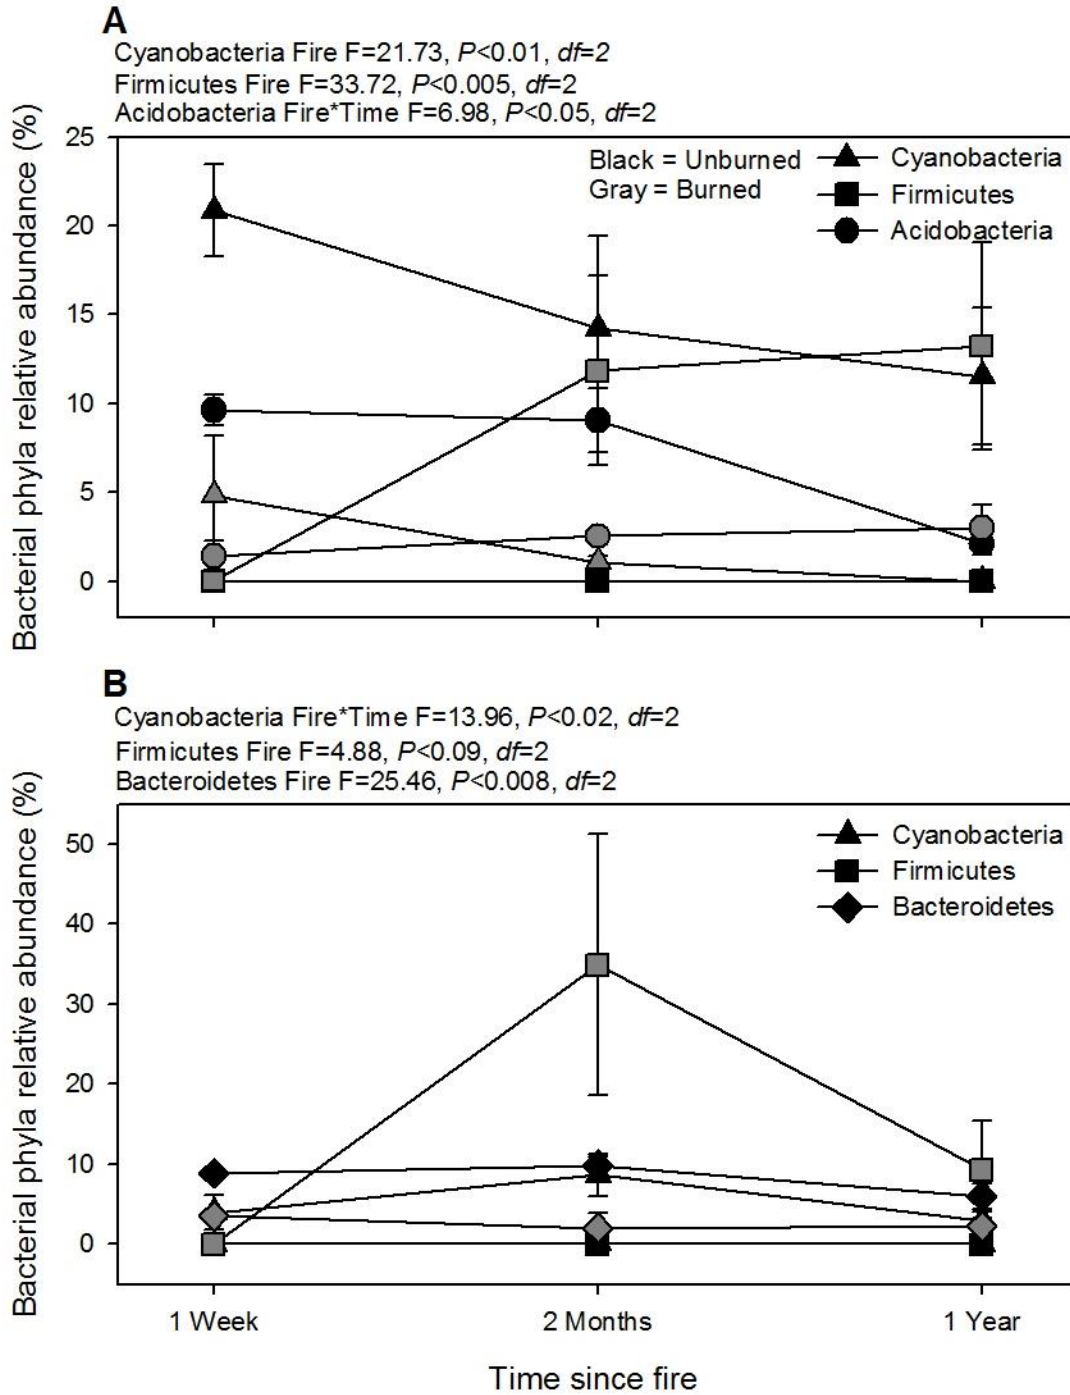 A
Cyanobacteria Fire F=21.73, P<0.01, df=2
Firmicutes Fire F=33.72, P<0.005, df=2
Acidobacteria Fire*Time F=6.98, P<0.05, df=2
Bacterial phyla relative abundance (%)
25
20
15
10
5
0
Black = Unburned
Gray = Burned
Cyanobacteria
Firmicutes
Acidobacteria
B
Cyanobacteria Fire*Time F=13.96, P<0.02, df=2
Firmicutes Fire F=4.88, P<0.09, df=2
Bacteroidetes Fire F=25.46, P<0.008, df=2
Bacterial phyla relative abundance (%)
50
40
30
20
10
0
Cyanobacteria
Firmicutes
Bacteroidetes
1 Week
2 Months
1 Year
Time since fire